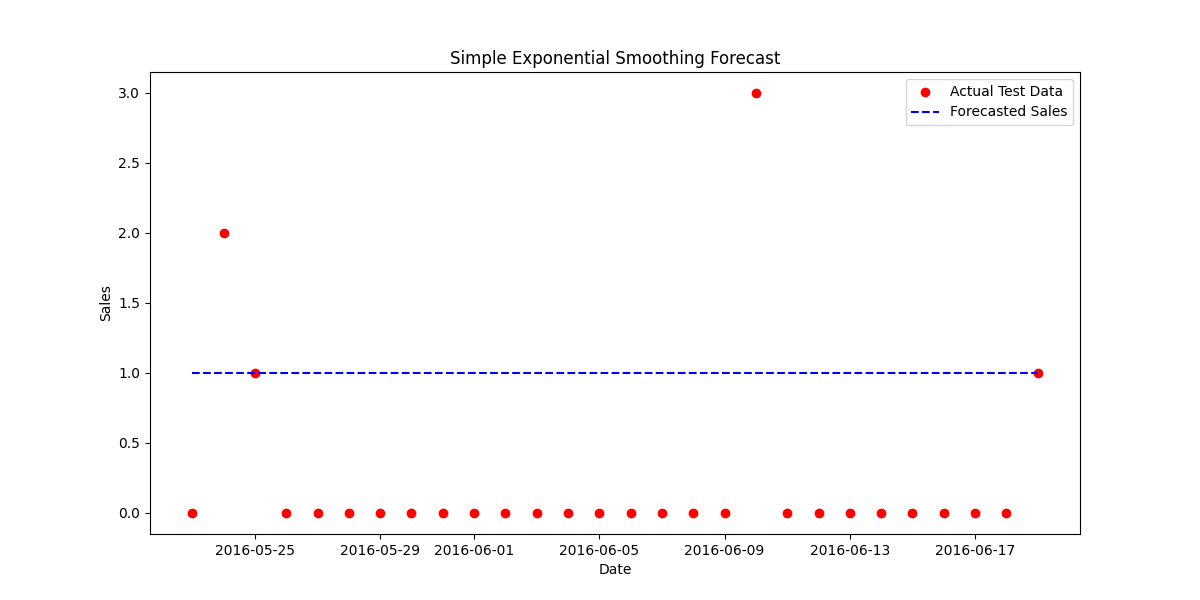 Simple Exponential Smoothing Forecast
Actual Test Data
Forecasted Sales
3.0
2.5
2.0
1.5
1.0
0.5
0.0
Sales
2016-05-25
2016-05-29
2016-06-01
2016-06-05
2016-06-09
2016-06-13
2016-06-17
Date